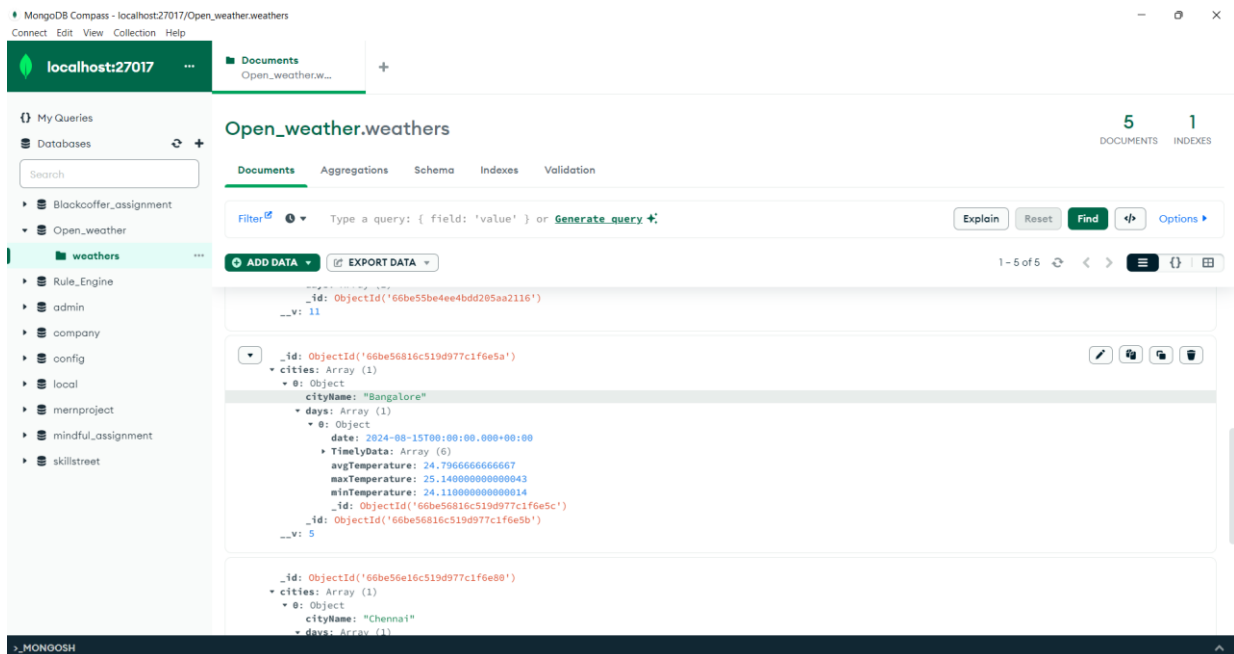 MongoDB Compass - localhost:27017/Open_weather.weathers
Connect Edit View Collection Help
localhost:27017 ...
Documents
Open_weather.w...
{} My Queries
Databases
Search
Blackcoffer_assignment
Open_weather
weathers ...
Rule_Engine
admin
company
config
local
mernproject
mindful_assignment
skillstreet
Open_weather.weathers
5
DOCUMENTS
1
INDEXES
Documents Aggregations Schema Indexes Validation
Filter Type a query: { field: 'value' } or Generate query
Explain Reset Find </> Options
ADD DATA EXPORT DATA 1 – 5 of 5 {}
_id: ObjectId('66be55be4ee4bdd205aa2116')
__v: 11
_id: ObjectId('66be56816c519d977c1f6e5a')
cities: Array (1)
0: Object
cityName: "Bangalore"
days: Array (1)
0: Object
date: 2024-08-15T00:00:00.000+00:00
TimelyData: Array (6)
avgTemperature: 24.7966666666667
maxTemperature: 25.140000000000043
minTemperature: 24.110000000000014
_id: ObjectId('66be56816c519d977c1f6e5c')
_id: ObjectId('66be56816c519d977c1f6e5b')
__v: 5
_id: ObjectId('66be56e16c519d977c1f6e80')
cities: Array (1)
0: Object
cityName: "Chennai"
days: Array (1)
>_MONGOSH